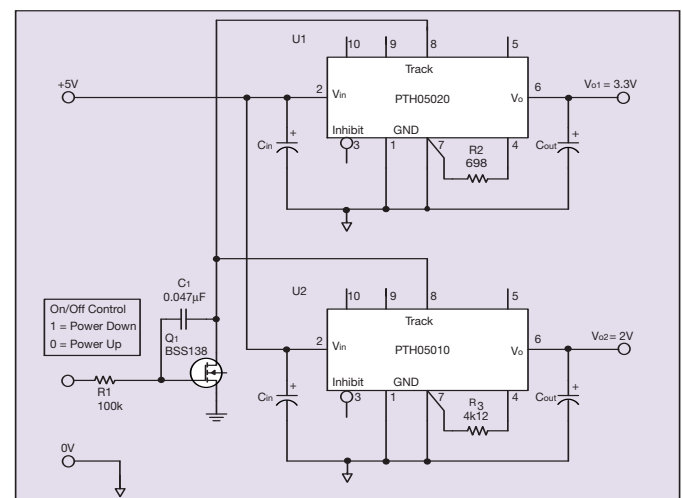 U1
10
9
8
5
Track
+5V
2
Vin
PTH05020
Vo
6
Vo1 = 3.3V
Inhibit
GND
+
Cin
3
1
7
R2
698
4
Cout
+
C1
0.047µF
U2
10
9
8
5
On/Off Control
1 = Power Down
0 = Power Up
Q1
BSS138
Track
2
Vin
PTH05010
Vo
6
Vo2 = 2V
Inhibit
GND
R1
100k
+
Cin
3
1
7
R3
4k12
4
Cout
+
0V